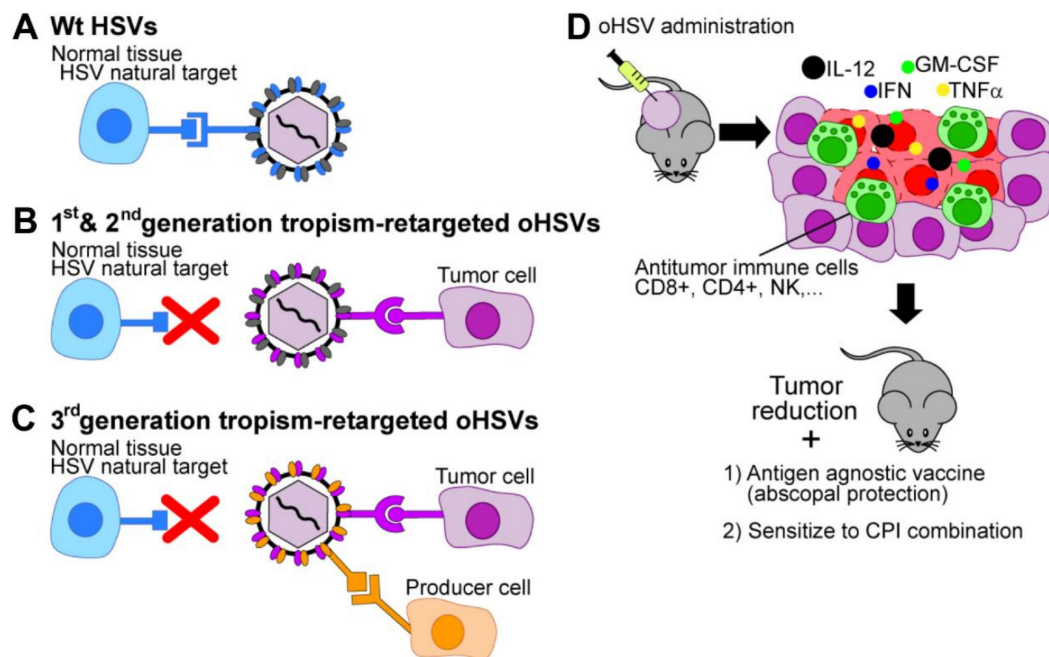 A Wt HSVs
Normal tissue
HSV natural target
B 1st & 2nd generation tropism-retargeted oHSVs
Normal tissue
HSV natural target
Tumor cell
C 3rd generation tropism-retargeted oHSVs
Normal tissue
HSV natural target
Tumor cell
Producer cell
D oHSV administration
IL-12 GM-CSF
IFN TNFα
Antitumor immune cells
CD8+, CD4+, NK,...
Tumor
reduction
+
1) Antigen agnostic vaccine
(abscopal protection)
2) Sensitize to CPI combination